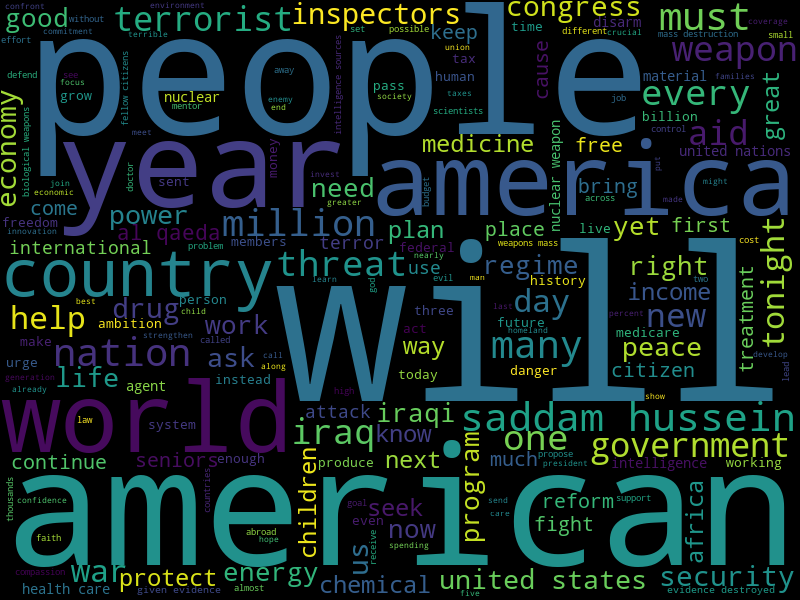 confront
environment
good
terrorist
inspectors
congress
must
effort
commitment
without
terrible
set
possible
keep
time
different
crucial
disarm
coverage
mass destruction
small
people
union
tax
cause
weapon
defend
see
focus
grow
fellow citizens
nuclear
mentor
away
enemy
end
intelligence sources
pass
society
human
taxes
scientists
job
material
every
great
billion
economy
biological weapons
meet
year
money
medicine
free
control
aid
united nations
join
economic
doctor
sent
invest
greater
need
america
budget
nuclear weapon
bring
across
put
might
made
come
power
million
plan
place
live
yet
first
freedom
innovation
al qaeda
problem
members
terror
federal
nearly
weapons mass
cost
international
country
threat
use
evil
regime
man
history
right
two
tonight
learn
god
will
person
child
best
drug
help
ambition
work
three
last
day
future
homeland
income
percent
new
treatment
make
strengthen
called
act
way
many
medicare
develop
peace
nation
ask
call
along
today
danger
citizen
lead
urge
life
agent
instead
generation
already
high
show
world
law
system
attack
iraqi
saddam hussein
iraq
know
one
government
continue
seniors
enough
children
produce
next
program
much
propose
president
intelligence
working
thousands
confidence
american
countries
goal
seek
even
now
receive
spending
send
care
reform
support
fight
africa
faith
abroad
hope
us
compassion
war
protect
energy
health care
given evidence
almost
chemical
five
united states
security
evidence destroyed
families